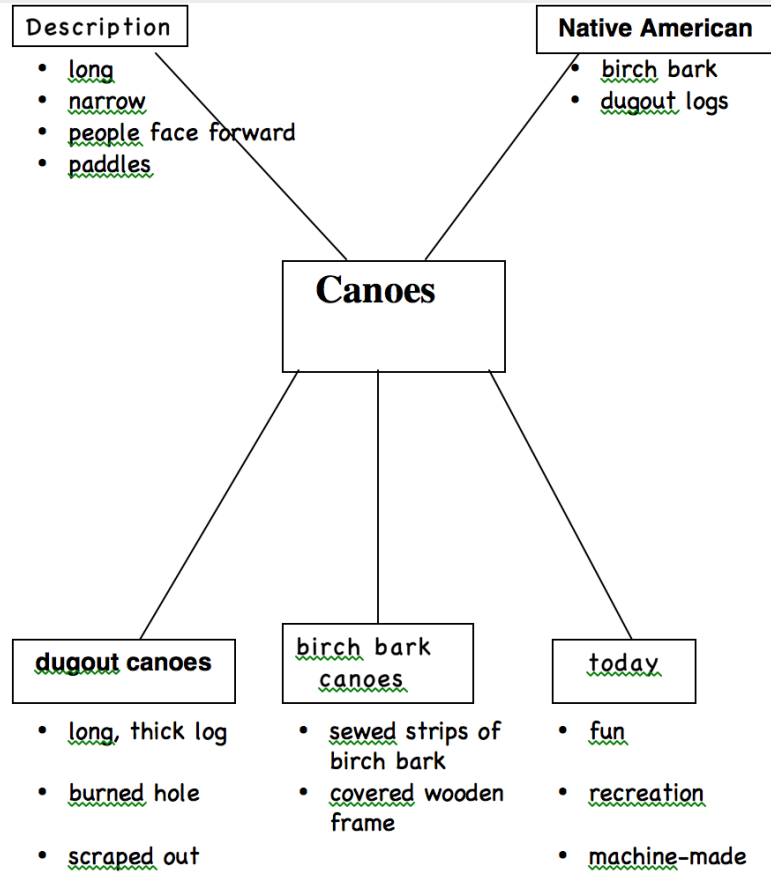 Description
• long
• narrow
• people face forward
• paddles
Native American
• birch bark
• dugout logs
Canoes
dugout canoes
• long, thick log
• burned hole
• scraped out
birch bark
canoes
• sewed strips of
birch bark
• covered wooden
frame
today
• fun
• recreation
• machine-made